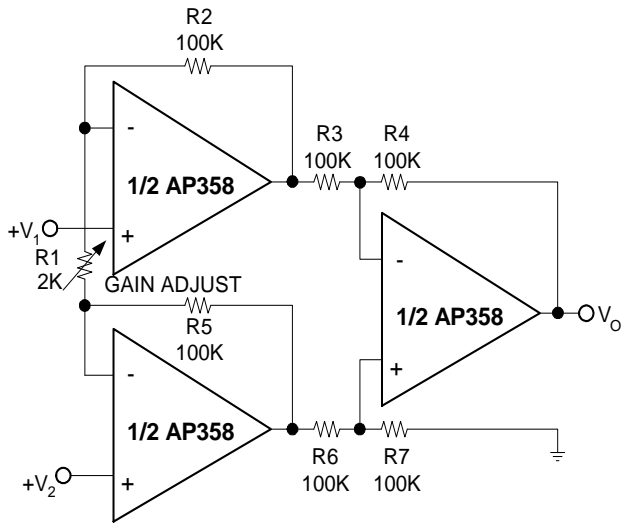 R2
100K
-
1/2 AP358
+
+V1
R1
2K
GAIN ADJUST
R3
100K
R4
100K
-
1/2 AP358
+
VO
R5
100K
-
1/2 AP358
+
+V2
R6
100K
R7
100K